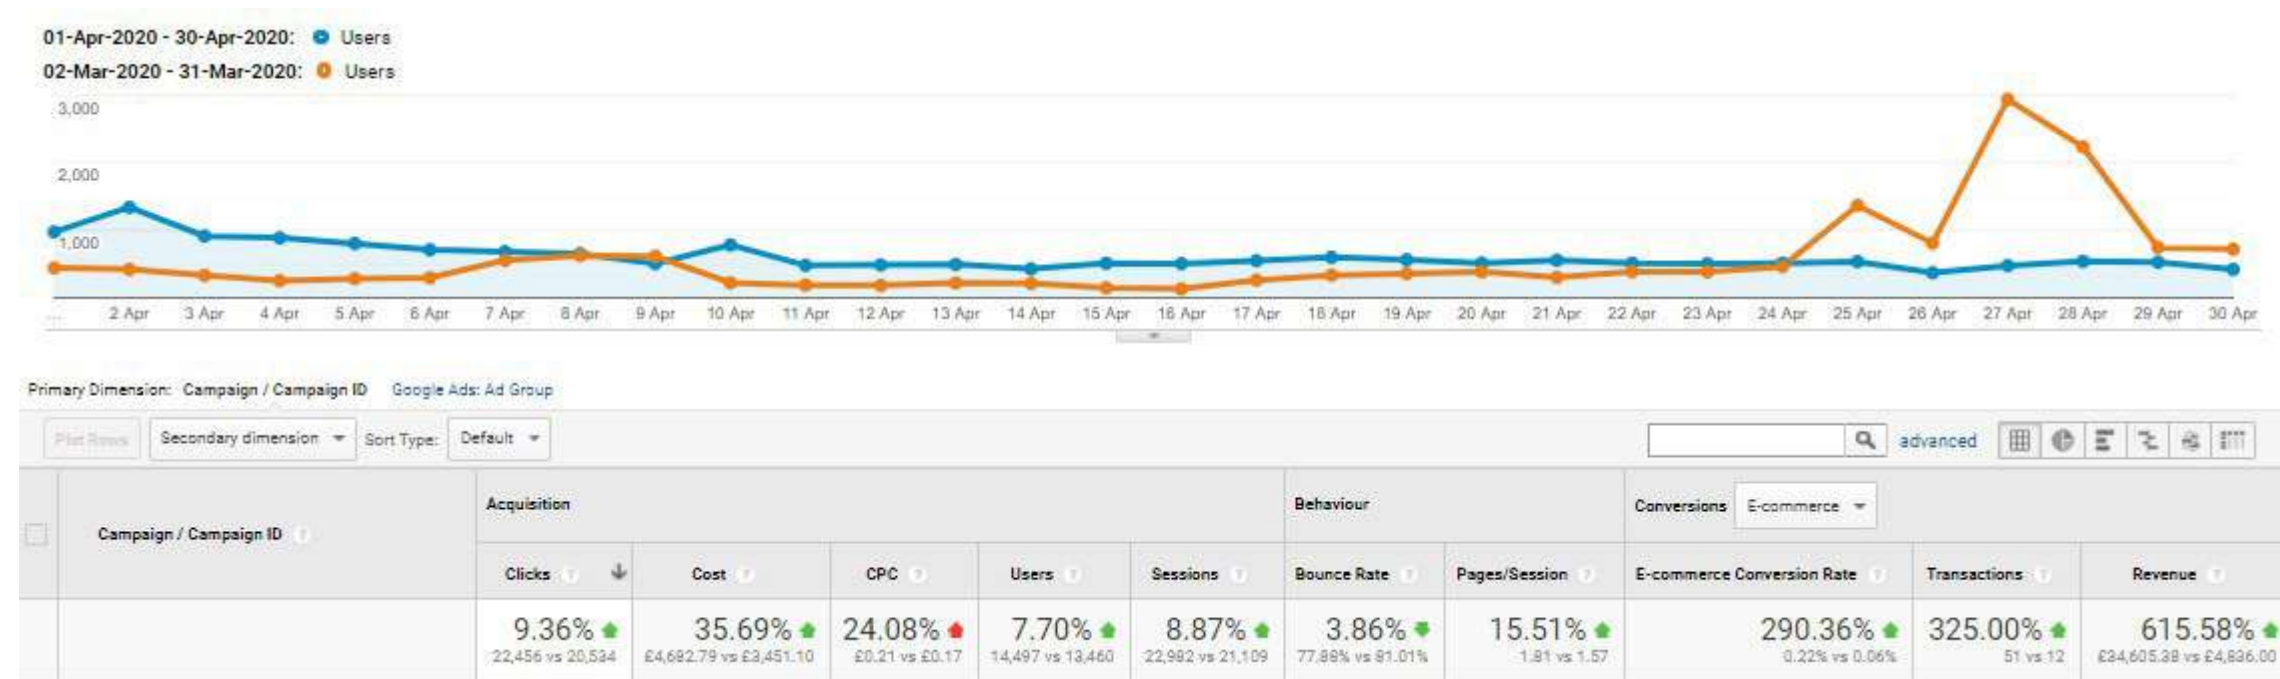 01-Apr-2020 - 30-Apr-2020: Users
02-Mar-2020 - 31-Mar-2020: Users
3,000
2,000
1,000
... 2 Apr 3 Apr 4 Apr 5 Apr 6 Apr 7 Apr 8 Apr 9 Apr 10 Apr 11 Apr 12 Apr 13 Apr 14 Apr 15 Apr 16 Apr 17 Apr 18 Apr 19 Apr 20 Apr 21 Apr 22 Apr 23 Apr 24 Apr 25 Apr 26 Apr 27 Apr 28 Apr 29 Apr 30 Apr
Primary Dimension: Campaign / Campaign ID Google Ads: Ad Group
Plot Rows Secondary dimension Sort Type: Default advanced
Acquisition Behaviour Conversions E-commerce
Campaign / Campaign ID ?
Clicks ? Cost ? CPC ? Users ? Sessions ? Bounce Rate ? Pages/Session ? E-commerce Conversion Rate ? Transactions ? Revenue ?
9.36% 35.69% 24.08% 7.70% 8.87% 3.86% 15.51% 290.36% 325.00% 615.58%
22,456 vs 20,534 £4,682.79 vs £3,451.10 £0.21 vs £0.17 14,497 vs 13,460 22,982 vs 21,109 77.88% vs 81.01% 1.81 vs 1.57 0.22% vs 0.06% 51 vs 12 £34,605.38 vs £4,836.00